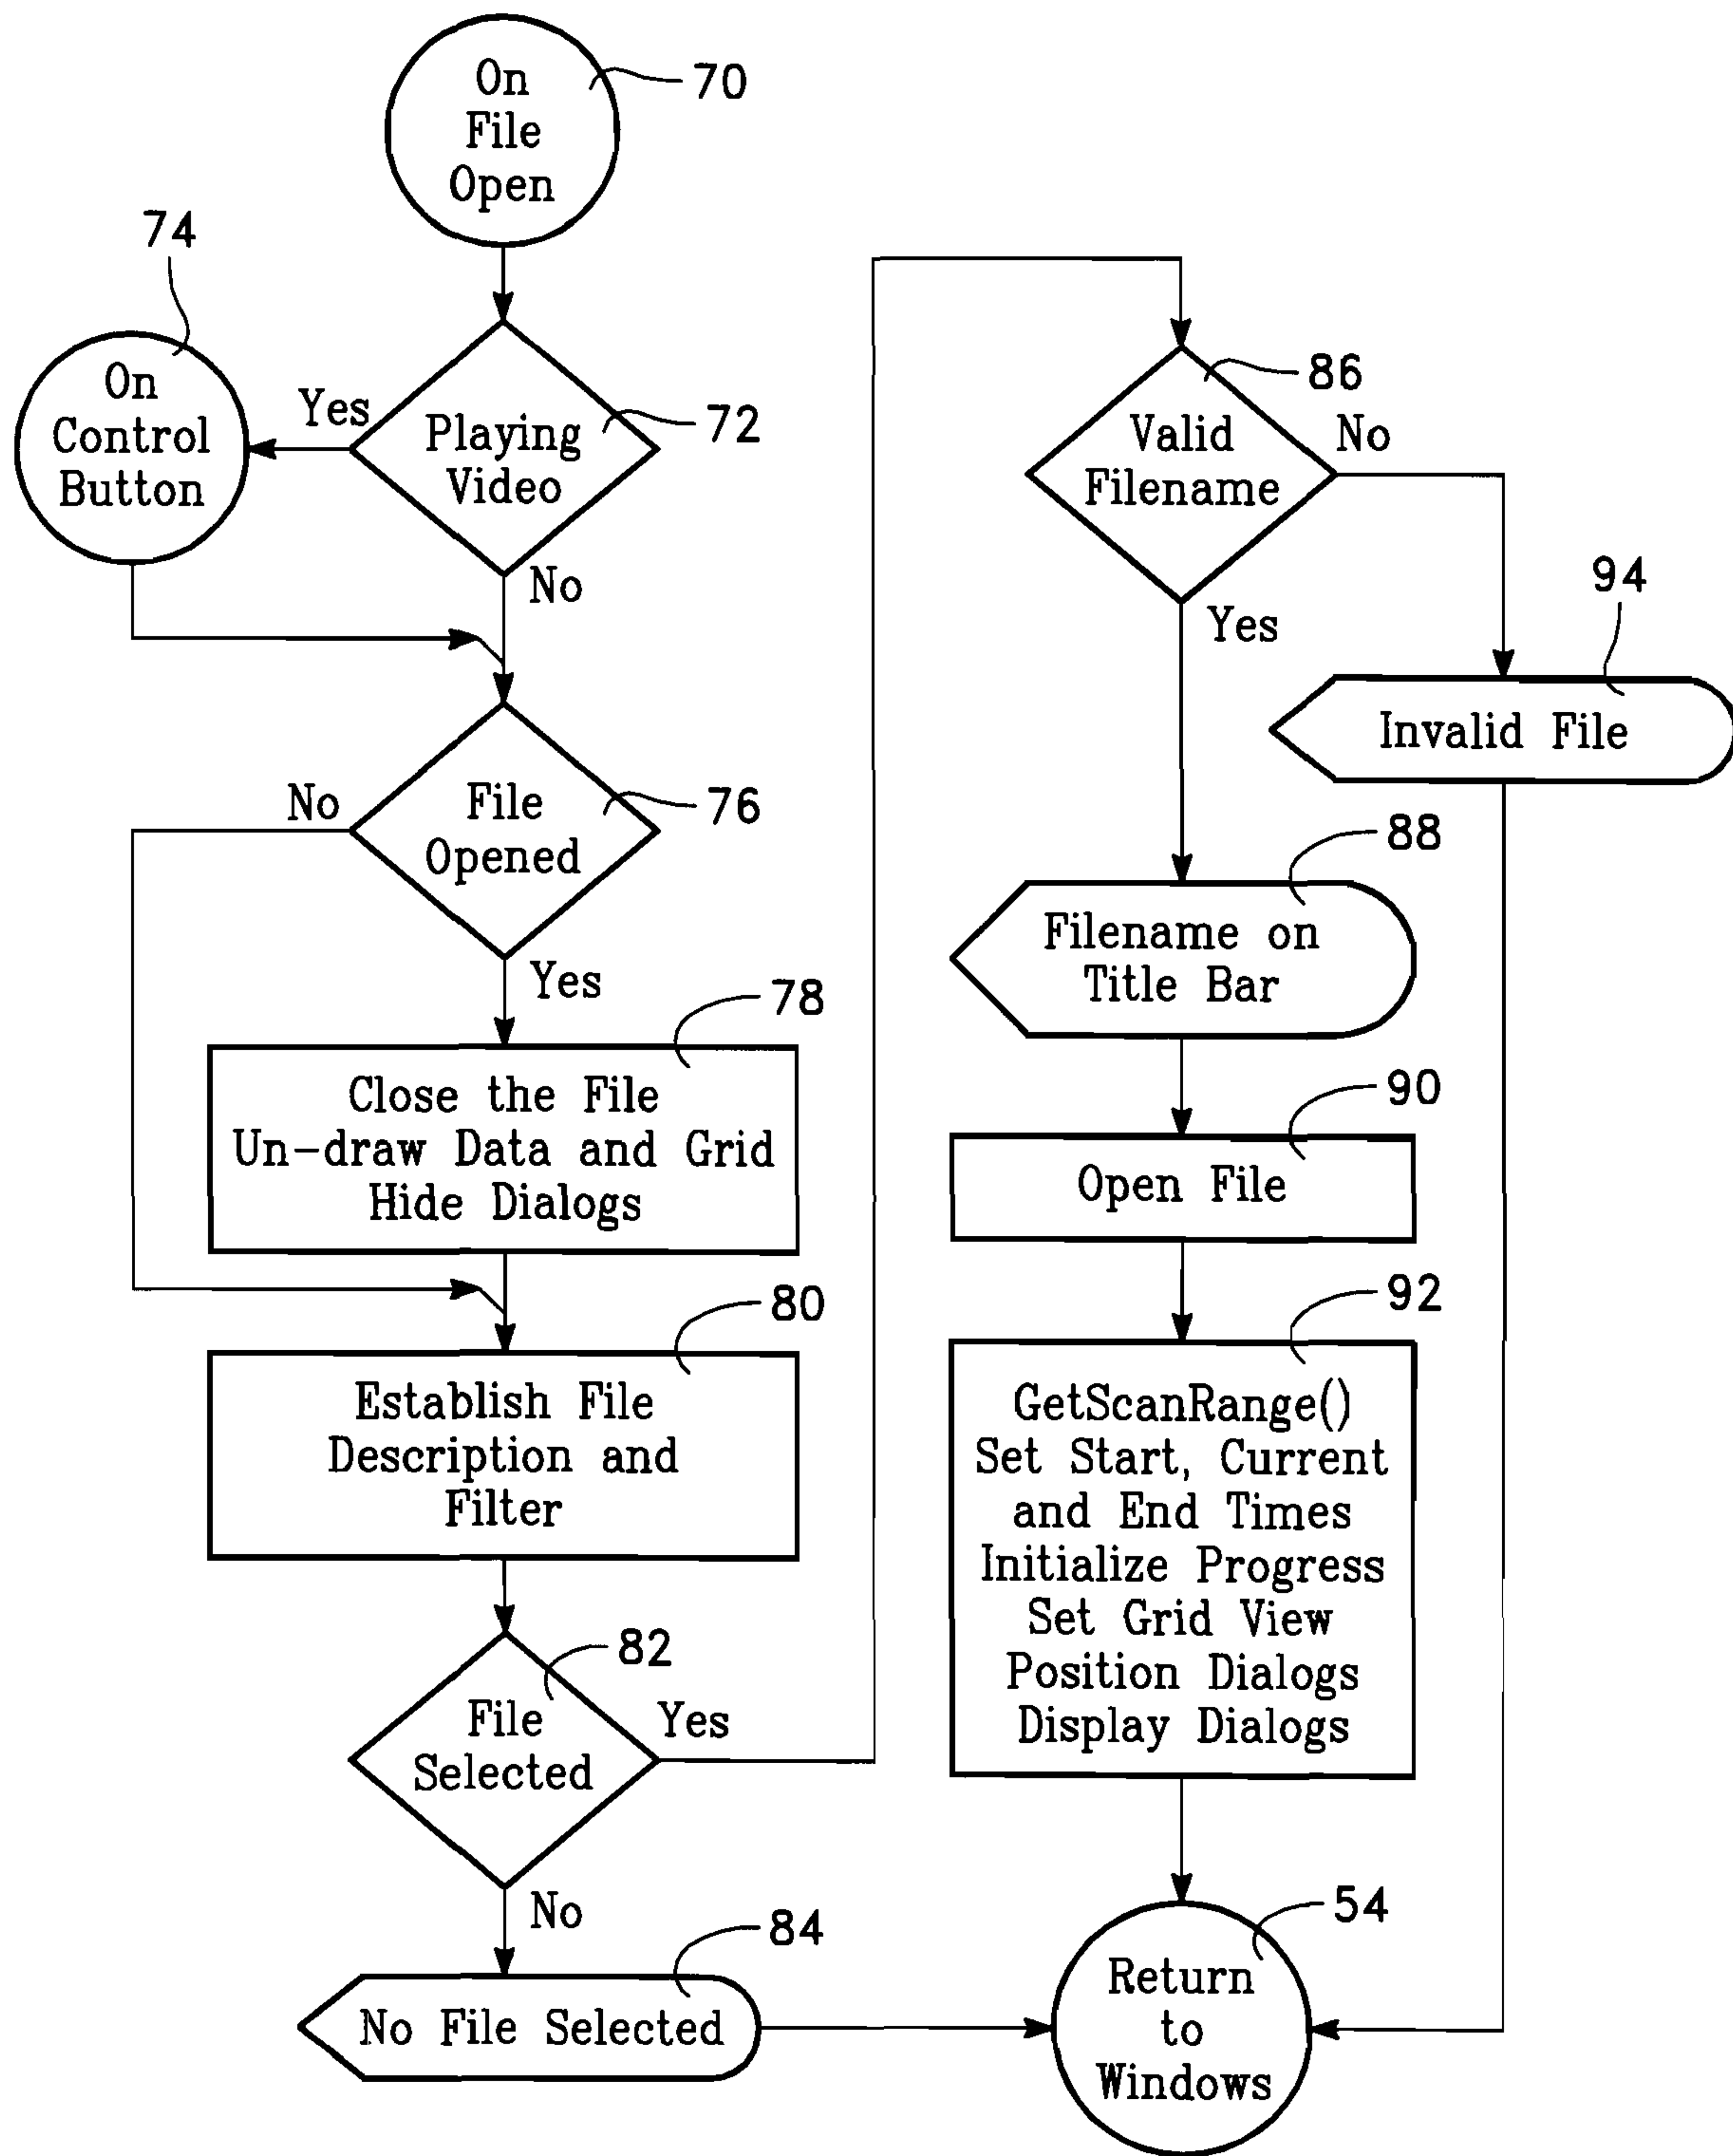 On
File
Open
70
74
On
Control
Button
Yes
Playing
Video
72
No
No
File
Opened
76
Yes
78
Close the File
Un-draw Data and Grid
Hide Dialogs
80
Establish File
Description and
Filter
82
File
Selected
Yes
No
84
No File Selected
86
Valid
Filename
No
Yes
94
Invalid File
88
Filename on
Title Bar
90
Open File
92
GetScanRange()
Set Start, Current
and End Times
Initialize Progress
Set Grid View
Position Dialogs
Display Dialogs
54
Return
to
Windows